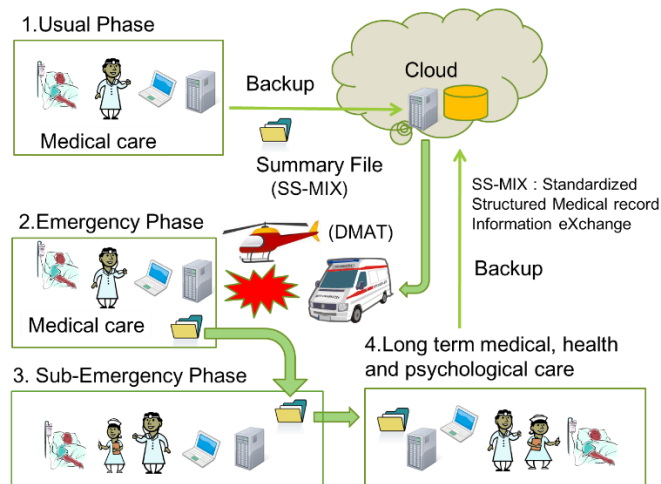 1.Usual Phase
Medical care
Backup
Cloud
Summary File
(SS-MIX)
SS-MIX : Standardized
Structured Medical record
Information eXchange
Backup
2.Emergency Phase
(DMAT)
Medical care
3. Sub-Emergency Phase
4.Long term medical, health
and psychological care